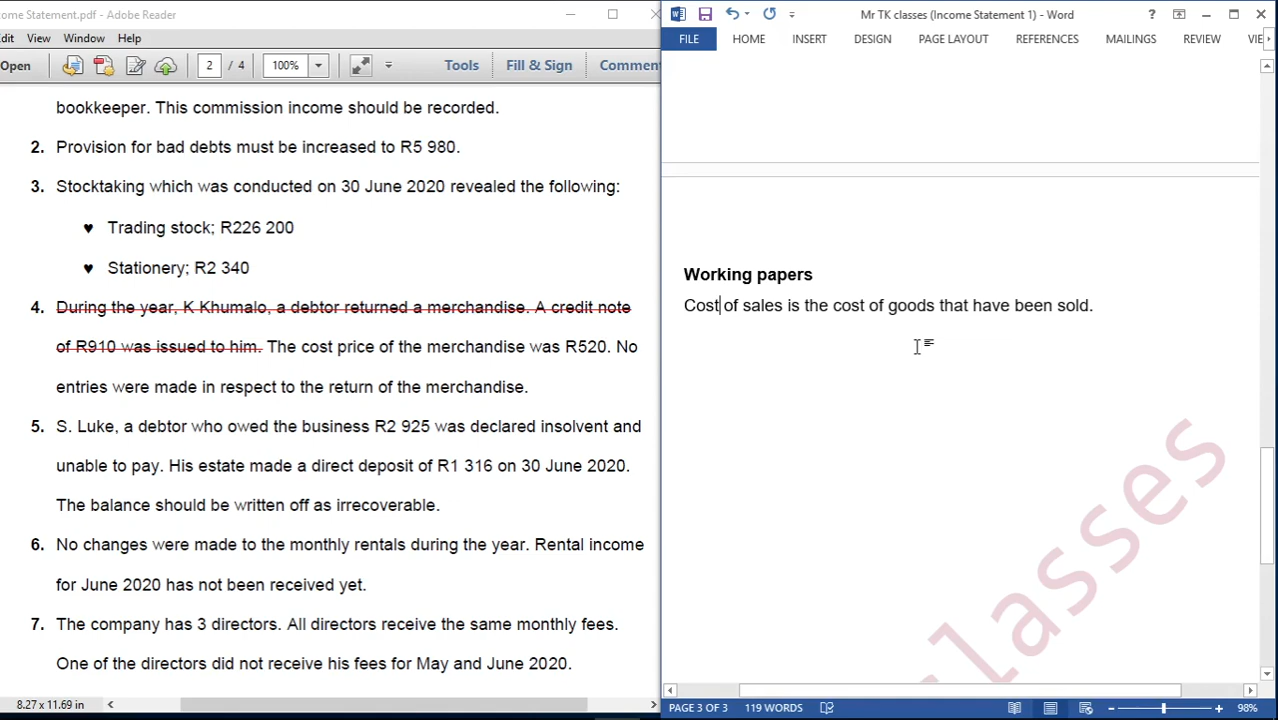 ome Statement.pdf - Adobe Reader
dit View Window Help
Open 2 / 4 100% Tools Fill & Sign Commen
bookkeeper. This commission income should be recorded.
2. Provision for bad debts must be increased to R5 980.
3. Stocktaking which was conducted on 30 June 2020 revealed the following:
♥ Trading stock; R226 200
♥ Stationery; R2 340
4. During the year, K Khumalo, a debtor returned a merchandise. A credit note
of R910 was issued to him. The cost price of the merchandise was R520. No
entries were made in respect to the return of the merchandise.
5. S. Luke, a debtor who owed the business R2 925 was declared insolvent and
unable to pay. His estate made a direct deposit of R1 316 on 30 June 2020.
The balance should be written off as irrecoverable.
6. No changes were made to the monthly rentals during the year. Rental income
for June 2020 has not been received yet.
7. The company has 3 directors. All directors receive the same monthly fees.
One of the directors did not receive his fees for May and June 2020.
8.27 x 11.69 in
Mr TK classes (Income Statement 1) - Word
FILE HOME INSERT DESIGN PAGE LAYOUT REFERENCES MAILINGS REVIEW VIE
Working papers
Cost of sales is the cost of goods that have been sold.
lasses
PAGE 3 OF 3 119 WORDS 98%